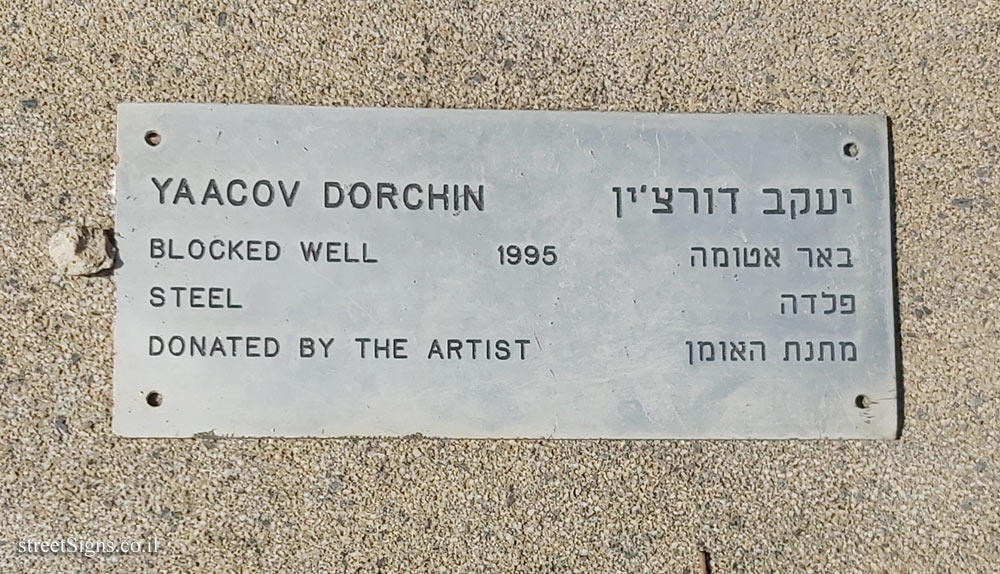 YAACOV DORCHIN יעקב דורצ'ין
BLOCKED WELL 1995 באר אטומה
STEEL פלדה
DONATED BY THE ARTIST מתנת האומן
streetSigns.co.il